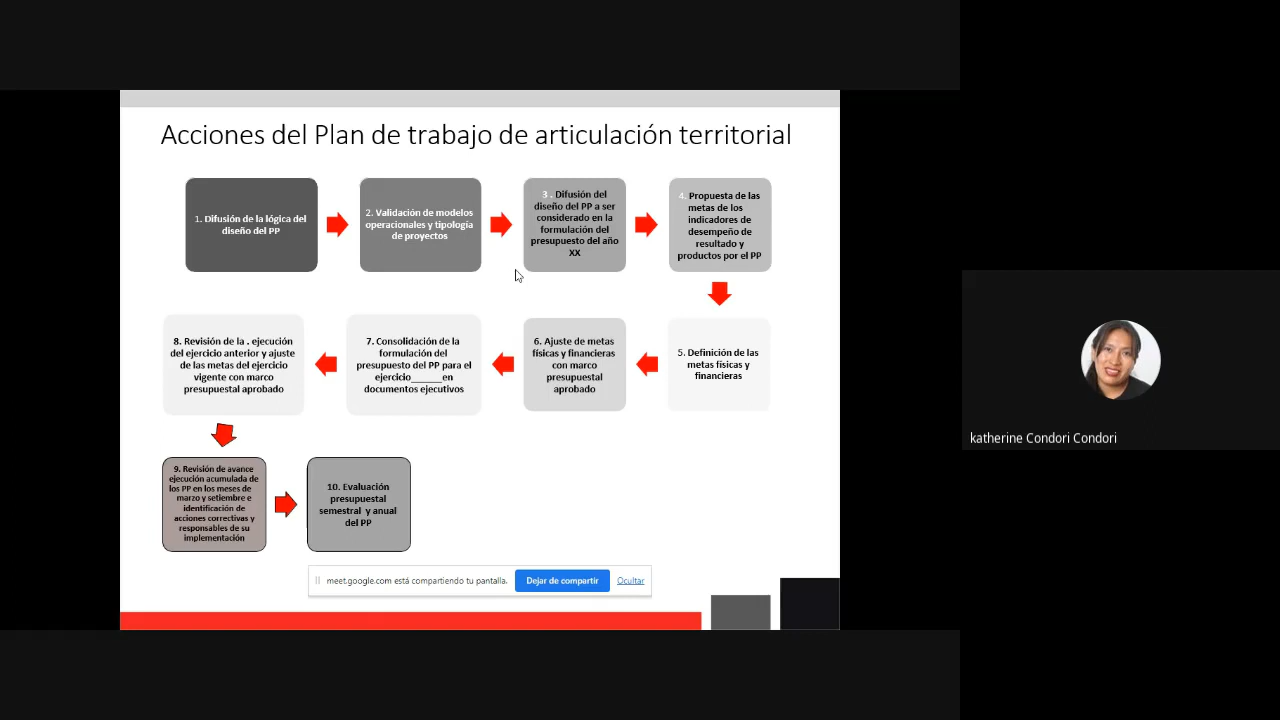 Acciones del Plan de trabajo de articulación territorial
1. Difusión de la lógica del
diseño del PP
2. Validación de modelos
operacionales y tipología
de proyectos
3 . Difusión del
diseño del PP a ser
considerado en la
formulación del
presupuesto del año
XX
4. Propuesta de las
metas de los
indicadores de
desempeño de
resultado y
productos por el PP
5. Definición de las
metas físicas y
financieras
6. Ajuste de metas
físicas y financieras
con marco
presupuestal
aprobado
7. Consolidación de la
formulación del
presupuesto del PP para el
ejercicio______en
documentos ejecutivos
8. Revisión de la . ejecución
del ejercicio anterior y ajuste
de las metas del ejercicio
vigente con marco
presupuestal aprobado
9. Revisión de avance
ejecución acumulada de
los PP en los meses de
marzo y setiembre e
identificación de
acciones correctivas y
responsables de su
implementación
10. Evaluación
presupuestal
semestral y anual
del PP
meet.google.com está compartiendo tu pantalla.
Dejar de compartir
Ocultar
katherine Condori Condori